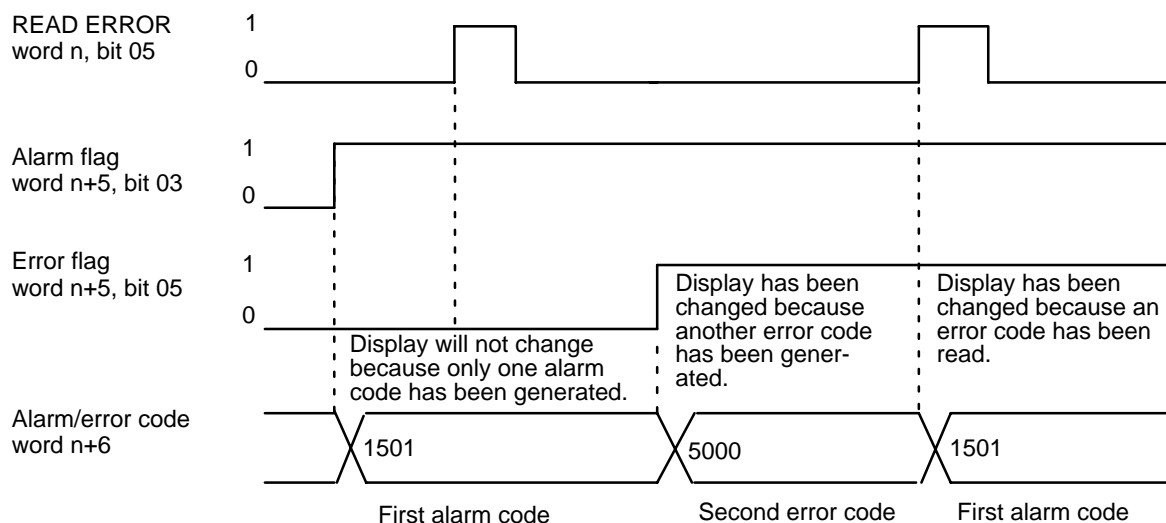 READ ERROR
word n, bit 05
1
0
Alarm flag
word n+5, bit 03
1
0
Error flag
word n+5, bit 05
1
0
Display will not change
because only one alarm
code has been generated.
Display has been
changed because
another error code
has been gener-
ated.
Display has been
changed because an
error code has been
read.
Alarm/error code
word n+6
1501
5000
1501
First alarm code
Second error code
First alarm code